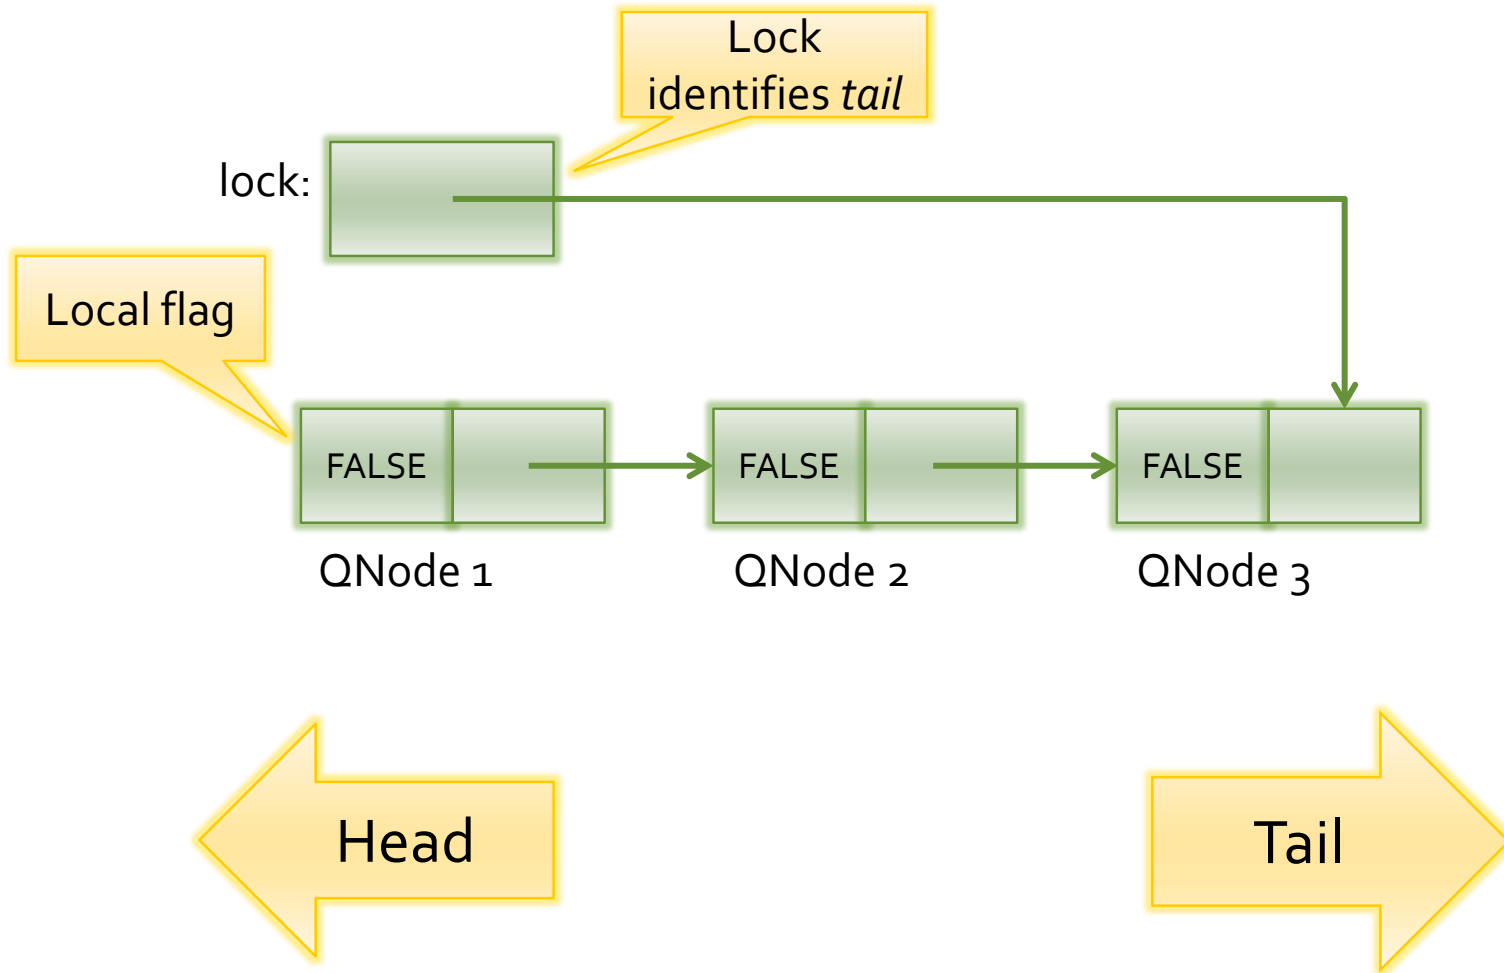 Lock
identifies tail
lock:
Local flag
FALSE
FALSE
FALSE
QNode 1
QNode 2
QNode 3
Head
Tail